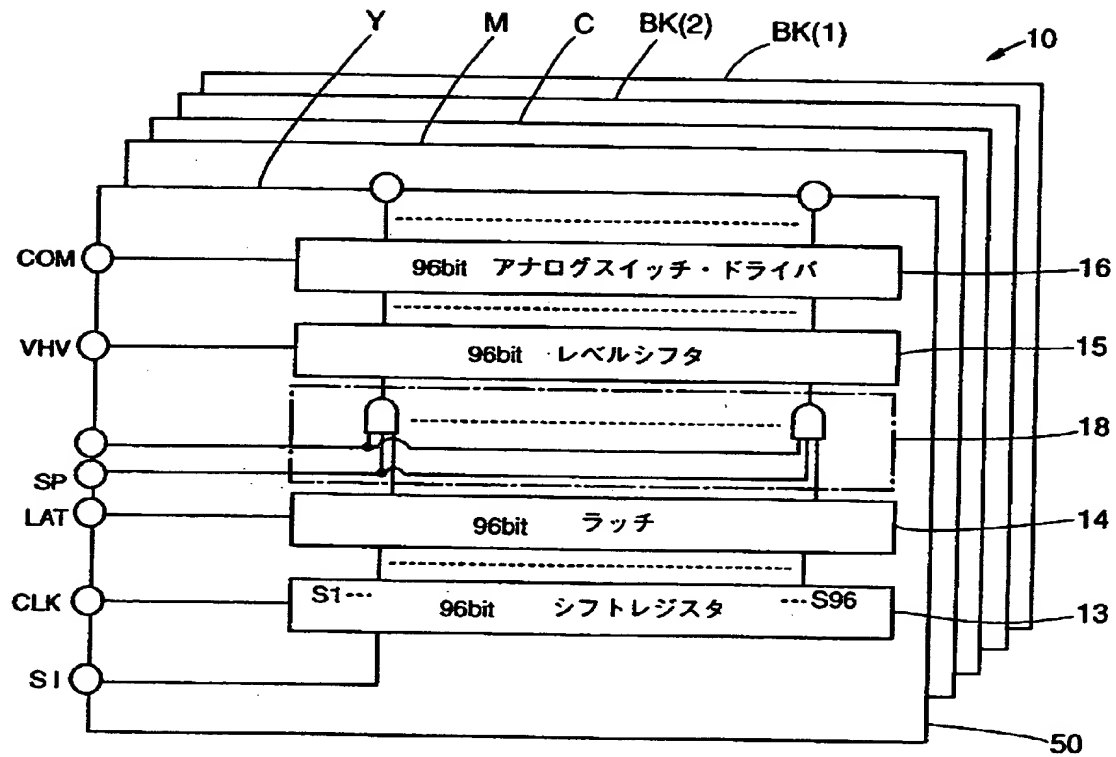 Y
M
C
BK(2)
BK(1)
10
COM
96bit アナログスイッチ・ドライバ
16
VHV
96bit レベルシフタ
15
18
SP
LAT
96bit ラッチ
14
CLK
S1--- ---S96
96bit シフトレジスタ
13
SI
50